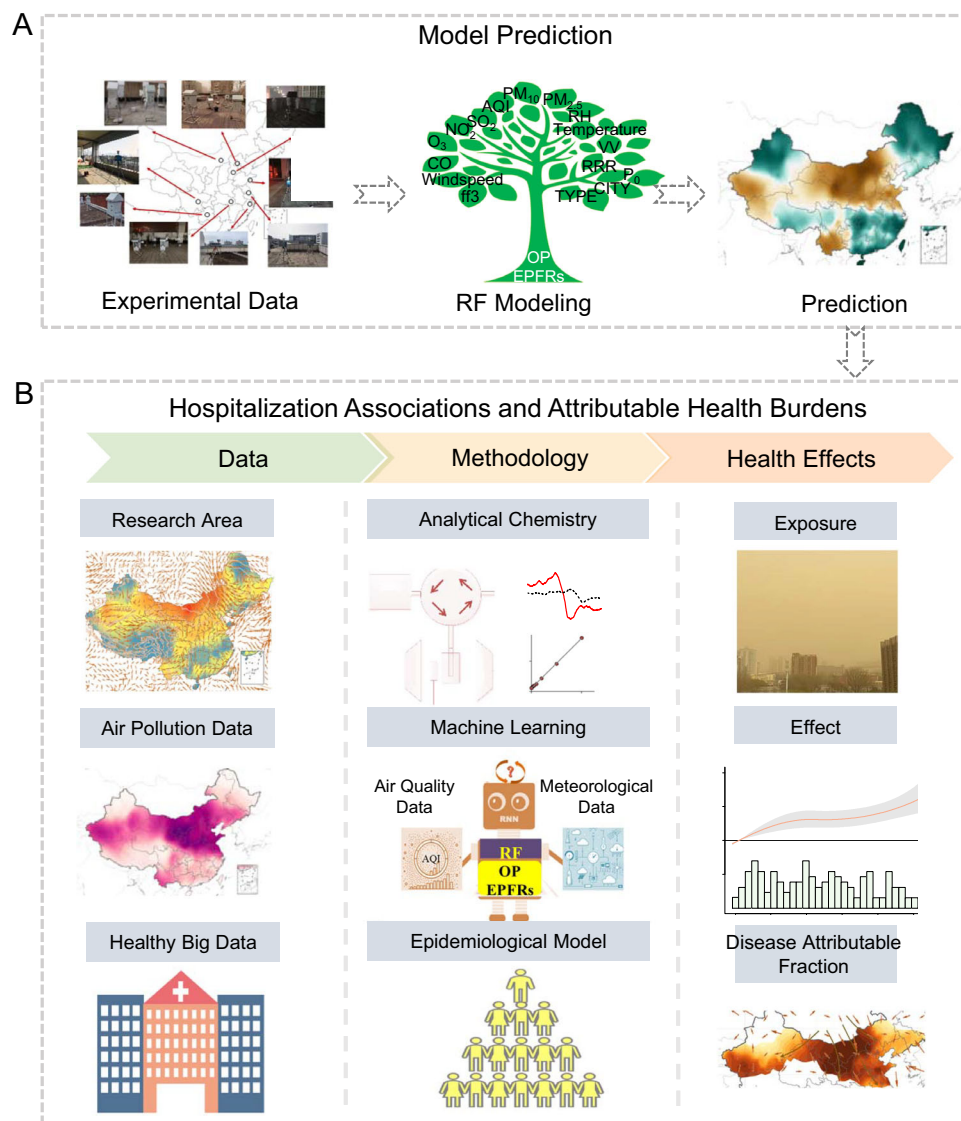 A
Model Prediction
PM10
PM2.5
AQI
RH
SO2
Temperature
NO2
VV
O3
RRR
P0
CO
CITY
Windspeed
TYPE
ff3
OP
EPFRs
Experimental Data
RF Modeling
Prediction
B
Hospitalization Associations and Attributable Health Burdens
Data
Methodology
Health Effects
Research Area
Analytical Chemistry
Exposure
Air Pollution Data
Machine Learning
Effect
Air Quality
Data
?
RNN
Meteorological
Data
AQI
RF
OP
EPFRs
Healthy Big Data
Epidemiological Model
Disease Attributable
Fraction